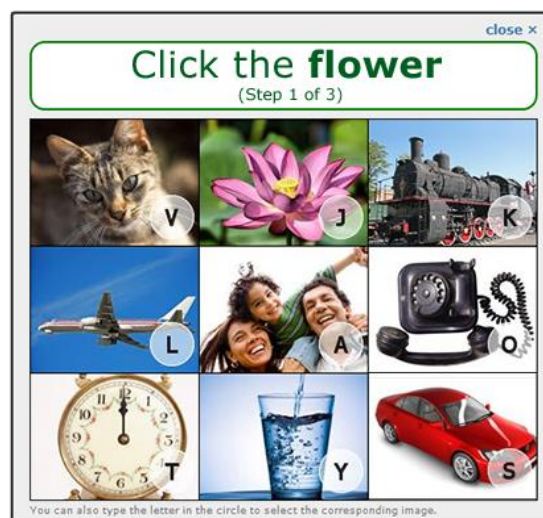 close ×
Click the flower
(Step 1 of 3)
V
J
K
L
A
O
T
Y
S
You can also type the letter in the circle to select the corresponding image.